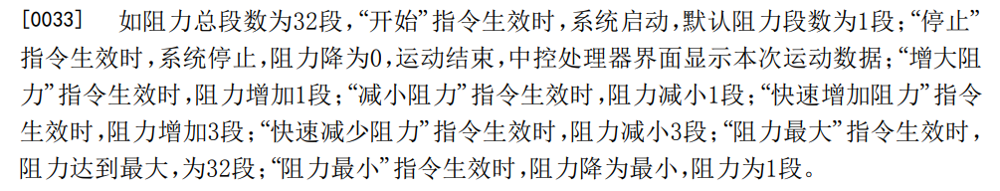 [0033] 如阻力总段数为32段,“开始”指令生效时,系统启动,默认阻力段数为1段;“停止”
指令生效时,系统停止,阻力降为0,运动结束,中控处理器界面显示本次运动数据;“增大阻
力”指令生效时,阻力增加1段;“减小阻力”指令生效时,阻力减小1段;“快速增加阻力”指令
生效时,阻力增加3段;“快速减少阻力”指令生效时,阻力减小3段;“阻力最大”指令生效时,
阻力达到最大,为32段;“阻力最小”指令生效时,阻力降为最小,阻力为1段。